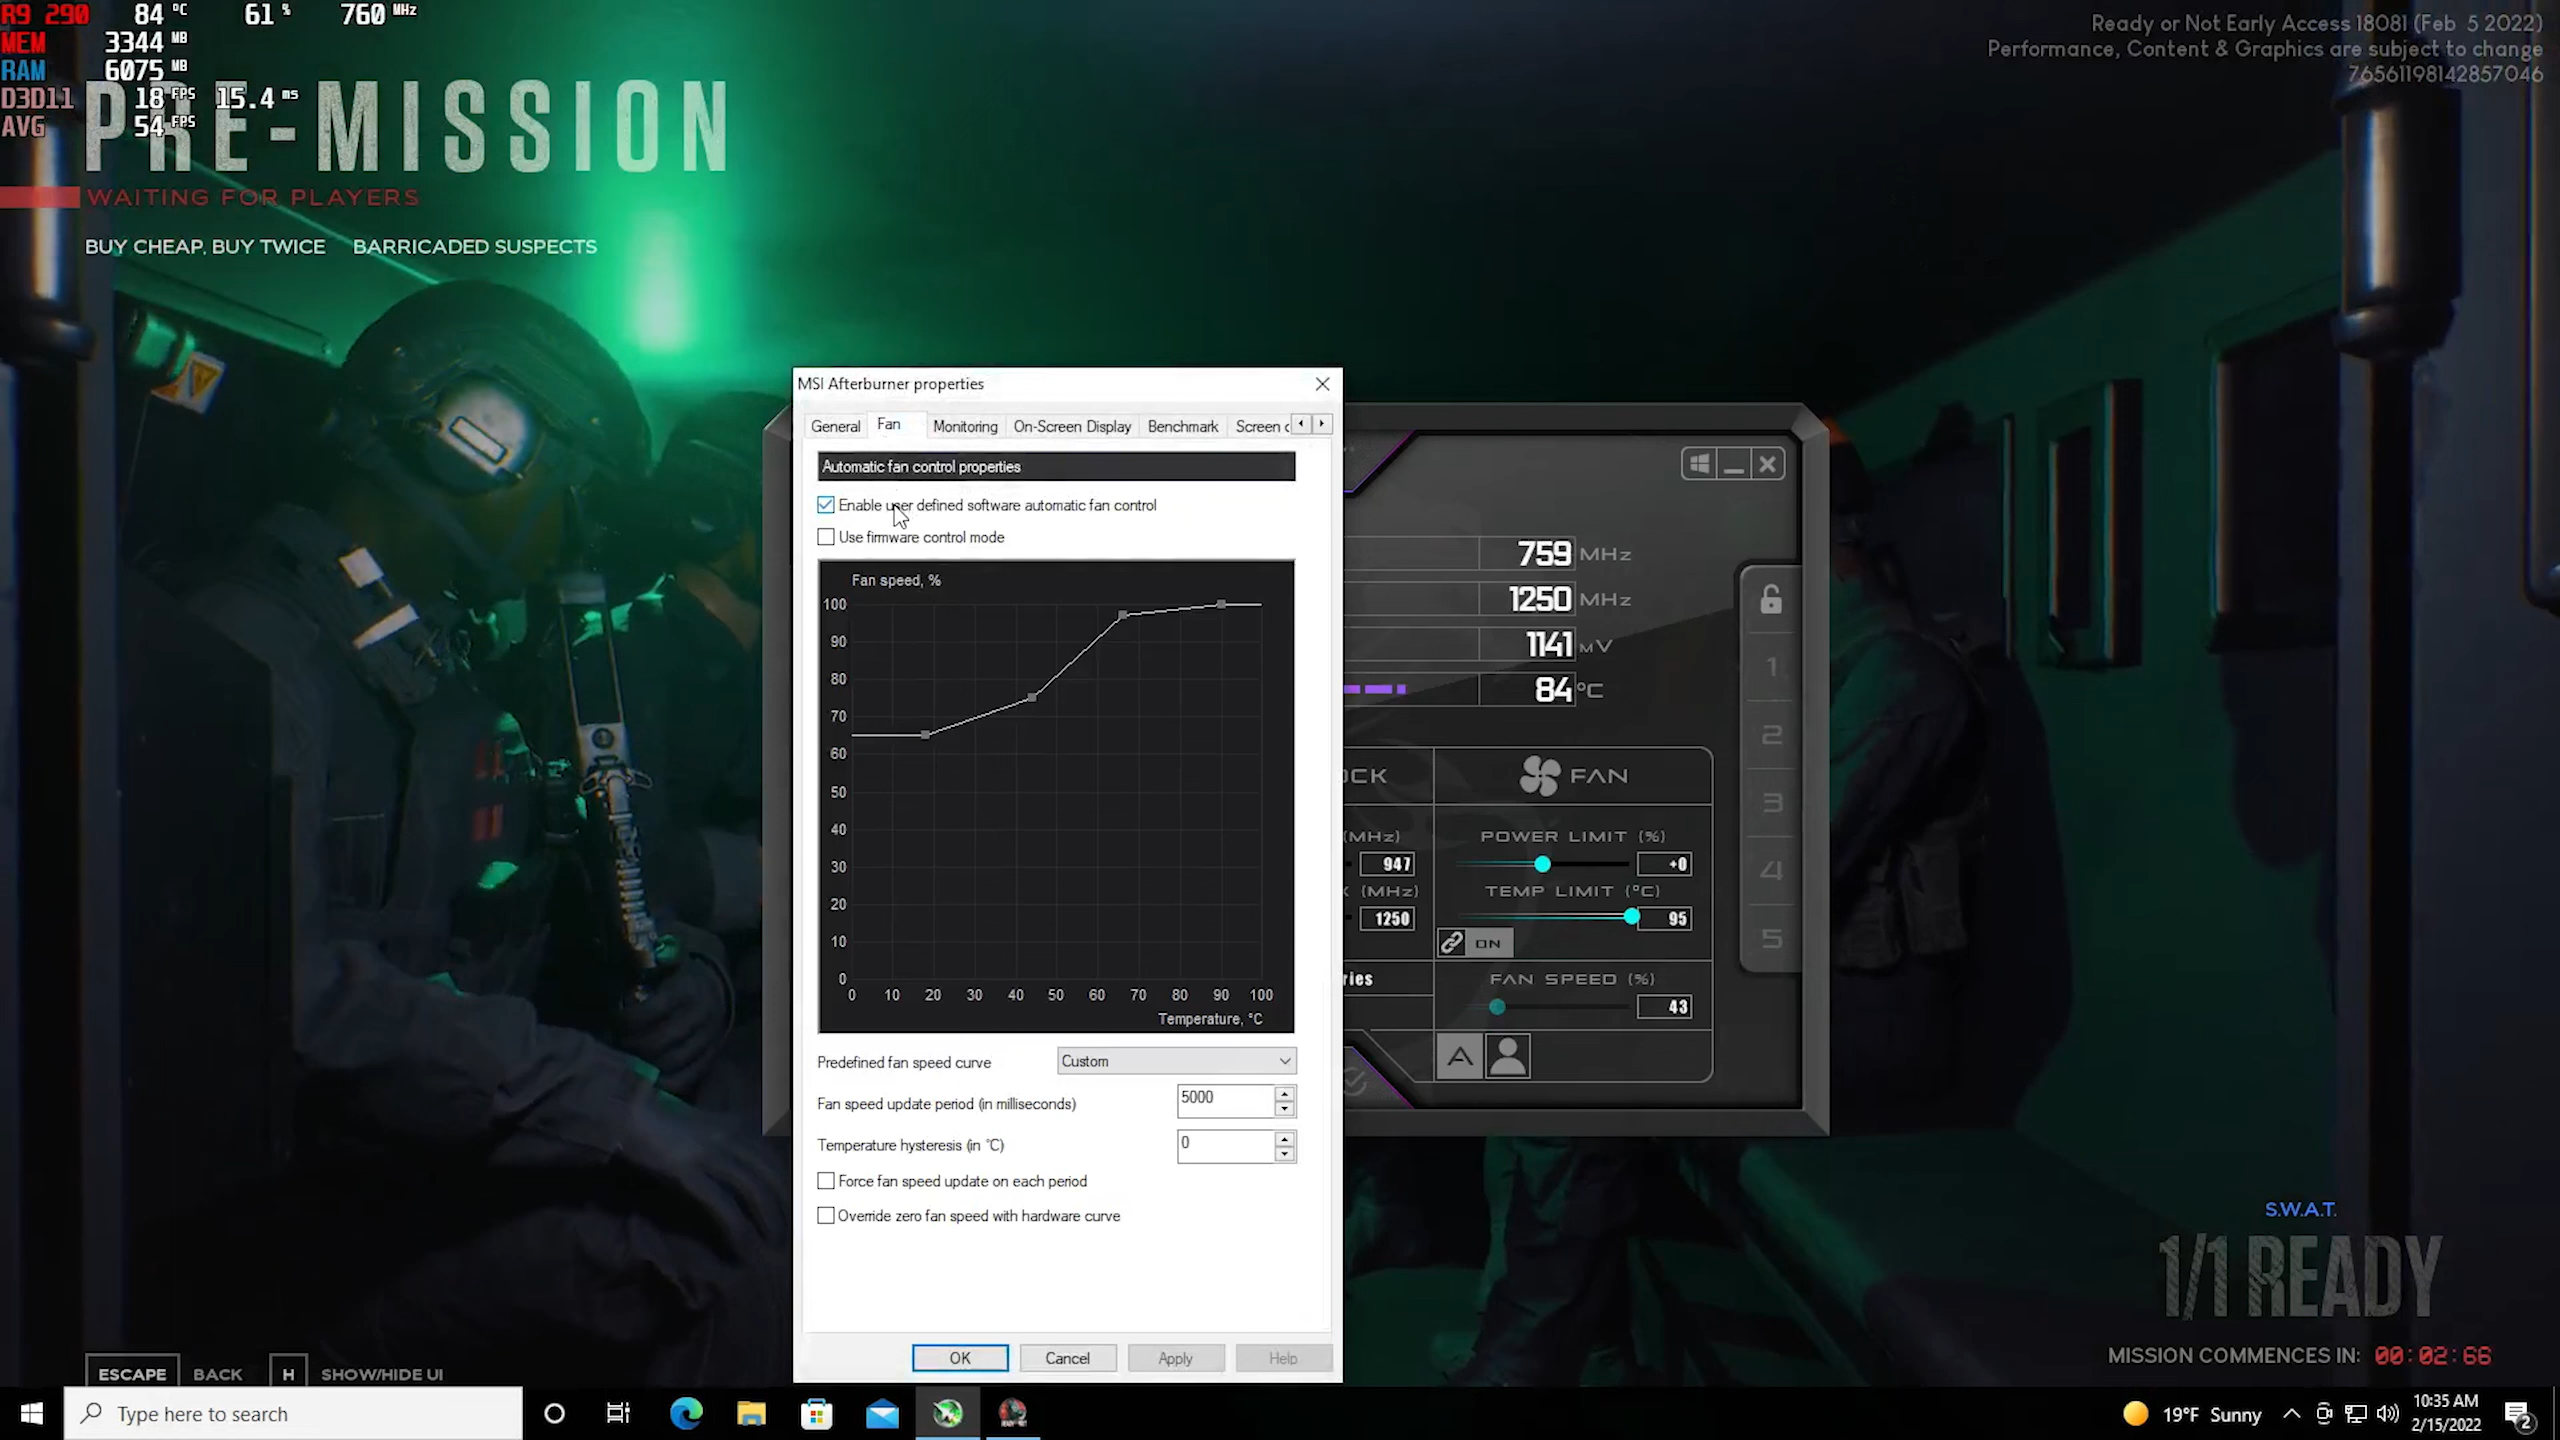 R9 290 84 °C 61 % 760 MHz
MEM 3344 MB
RAM 6075 MB
D3D11 18 FPS 15.4 ms
AVG 54 FPS
Ready or Not Early Access 18081 (Feb 5 2022)
Performance, Content & Graphics are subject to change
76561198142857046
PRE-MISSION
WAITING FOR PLAYERS
BUY CHEAP, BUY TWICE BARRICADED SUSPECTS
MSI Afterburner properties
General Fan Monitoring On-Screen Display Benchmark Screen c
Automatic fan control properties
Enable user defined software automatic fan control
Use firmware control mode
Fan speed, %
100
90
80
70
60
50
40
30
20
10
0
0 10 20 30 40 50 60 70 80 90 100
Temperature, °C
Predefined fan speed curve Custom
Fan speed update period (in milliseconds) 5000
Temperature hysteresis (in °C) 0
Force fan speed update on each period
Override zero fan speed with hardware curve
OK Cancel Apply Help
759 MHz
1250 MHz
1141 mV
84 °C
1
2
3
4
5
OCK FAN
(MHz) POWER LIMIT (%)
947 +0
K (MHz) TEMP LIMIT (°C)
1250 95
ON
ries FAN SPEED (%)
43
A
S.W.A.T.
1/1 READY
MISSION COMMENCES IN: 00:02:66
ESCAPE BACK H SHOW/HIDE UI
Type here to search
19°F Sunny
10:35 AM
2/15/2022
2